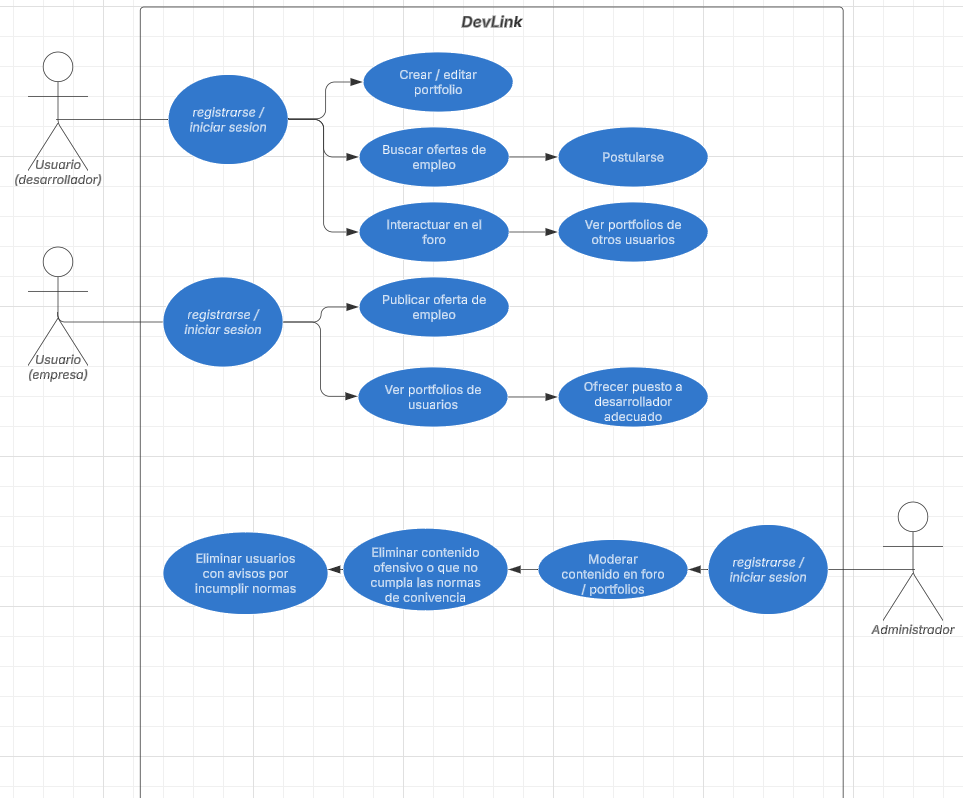 DevLink
Crear / editar
portfolio
registrarse /
iniciar sesion
Buscar ofertas de
empleo
Postularse
Usuario
(desarrollador)
Interactuar en el
foro
Ver portfolios de
otros usuarios
Publicar oferta de
empleo
registrarse /
iniciar sesion
Usuario
(empresa)
Ver portfolios de
usuarios
Ofrecer puesto a
desarrollador
adecuado
Eliminar usuarios
con avisos por
incumplir normas
Eliminar contenido
ofensivo o que no
cumpla las normas
de conivencia
Moderar
contenido en foro
/ portfolios
registrarse /
iniciar sesion
Administrador